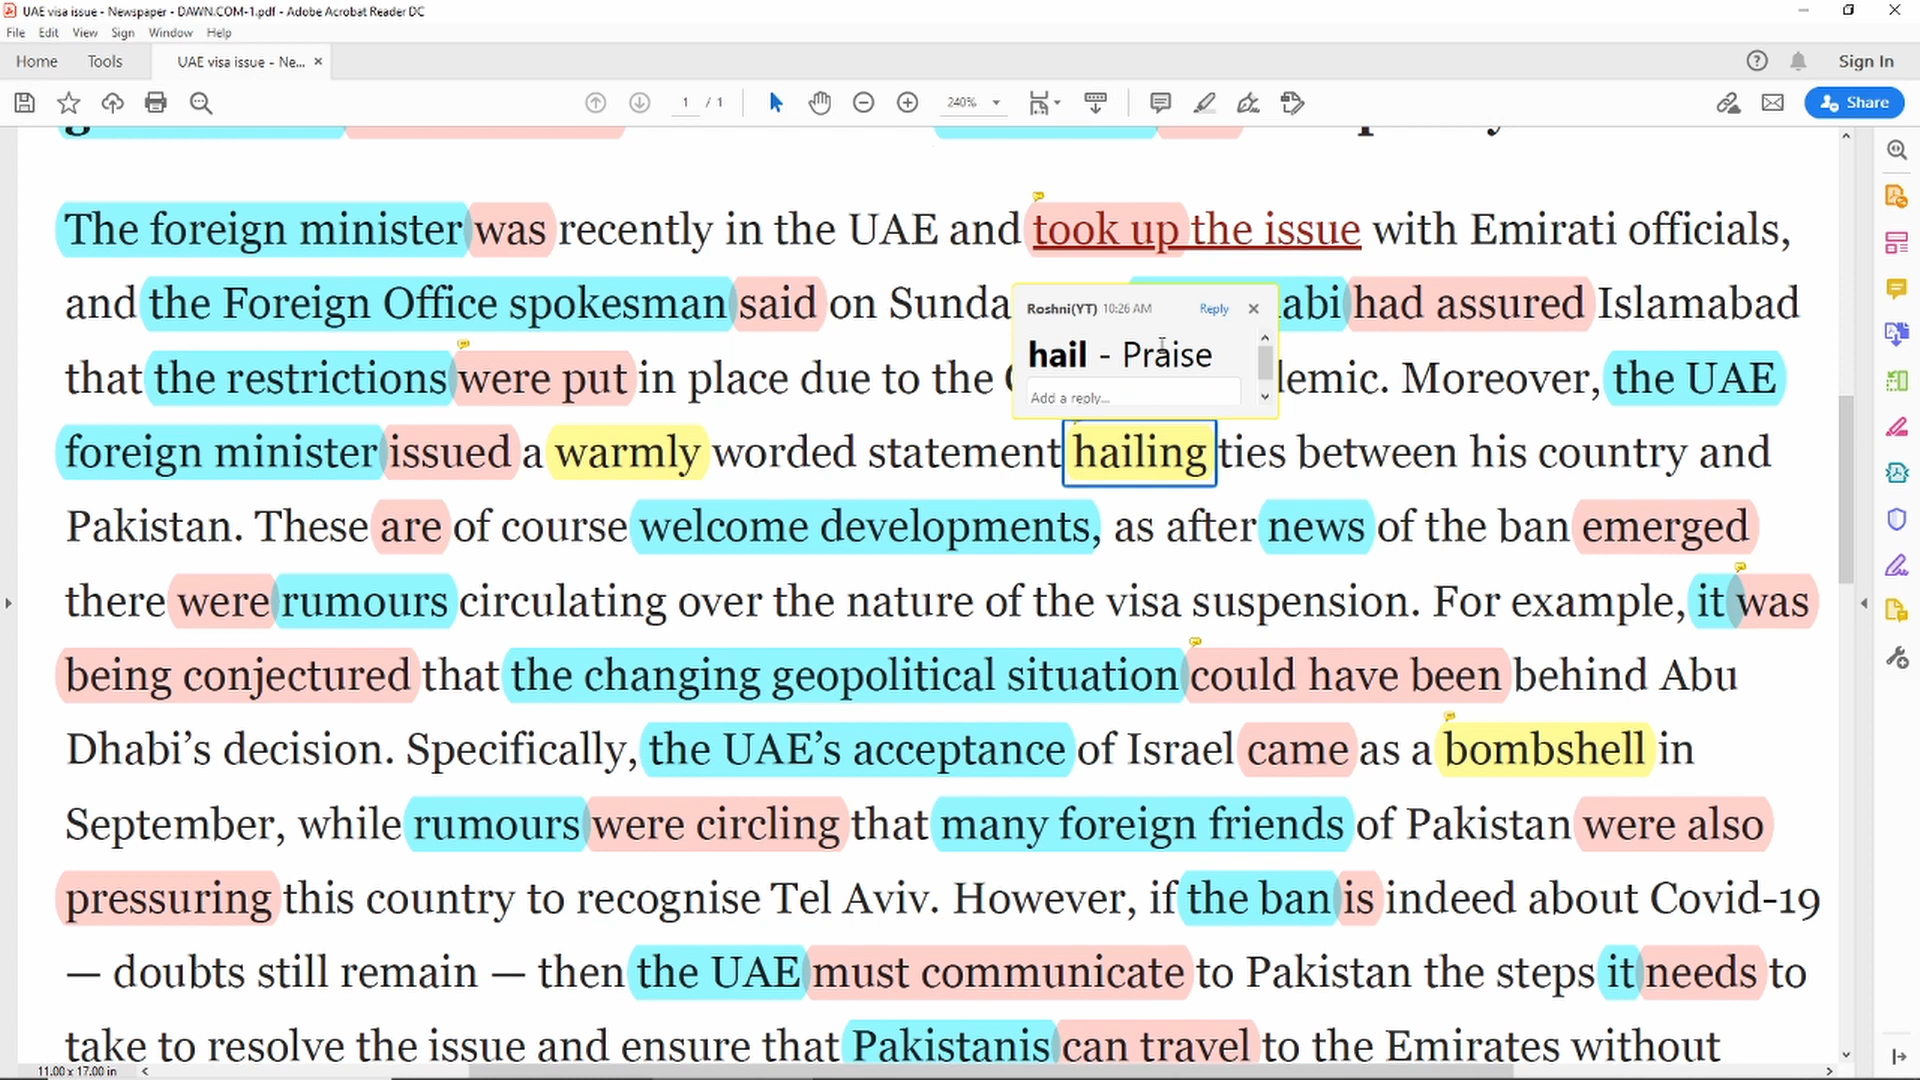 UAE visa issue - Newspaper - DAWN.COM-1.pdf - Adobe Acrobat Reader DC
File Edit View Sign Window Help
Home Tools UAE visa issue - Ne... Sign In
1 / 1 240% Share
The foreign minister was recently in the UAE and took up the issue with Emirati officials,
and the Foreign Office spokesman said on Sunda abi had assured Islamabad
Roshni(YT) 10:26 AM Reply
hail - Praise
Add a reply...
that the restrictions were put in place due to the lemic. Moreover, the UAE
foreign minister issued a warmly worded statement hailing ties between his country and
Pakistan. These are of course welcome developments, as after news of the ban emerged
there were rumours circulating over the nature of the visa suspension. For example, it was
being conjectured that the changing geopolitical situation could have been behind Abu
Dhabi’s decision. Specifically, the UAE’s acceptance of Israel came as a bombshell in
September, while rumours were circling that many foreign friends of Pakistan were also
pressuring this country to recognise Tel Aviv. However, if the ban is indeed about Covid-19
— doubts still remain — then the UAE must communicate to Pakistan the steps it needs to
take to resolve the issue and ensure that Pakistanis can travel to the Emirates without
11.00 x 17.00 in